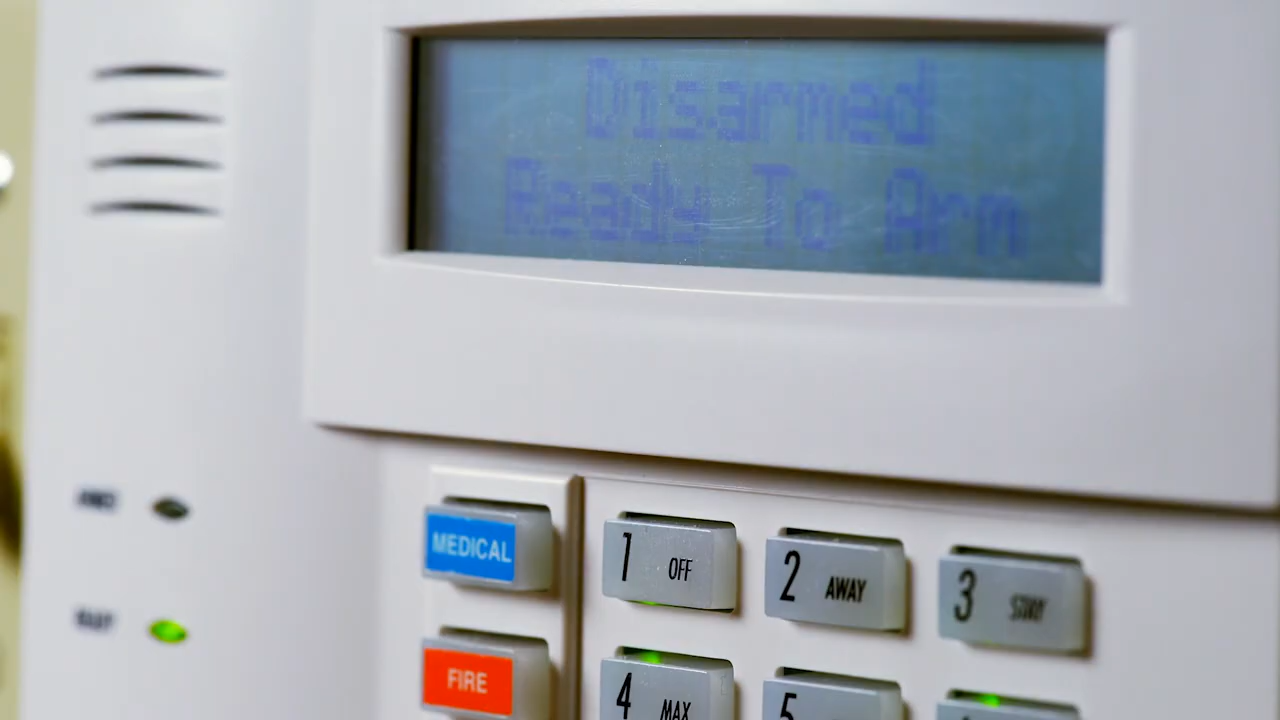 Disarmed
Ready To Arm
MEDICAL
1 OFF
2 AWAY
3 STAY
FIRE
4 MAX
5